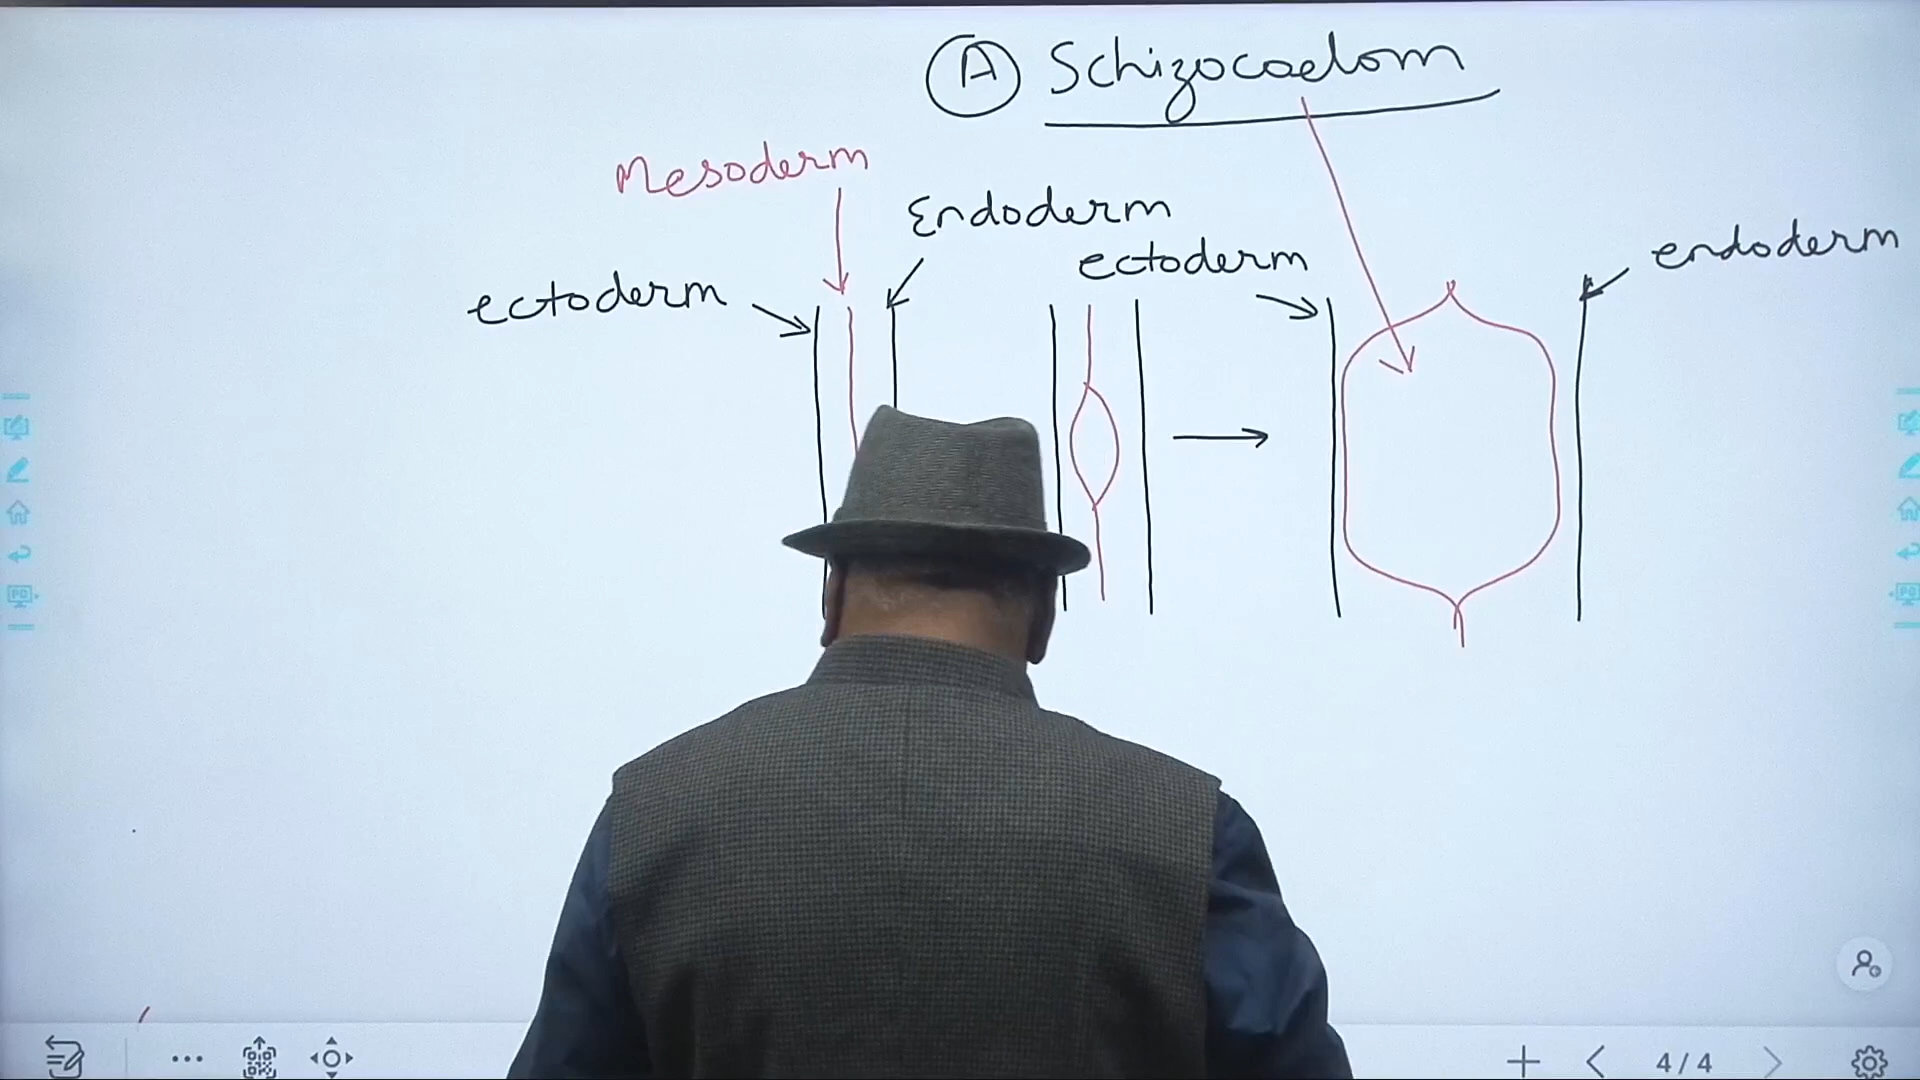 A Schizocoelom
Mesoderm
Endoderm
ectoderm
ectoderm
endoderm
4/4